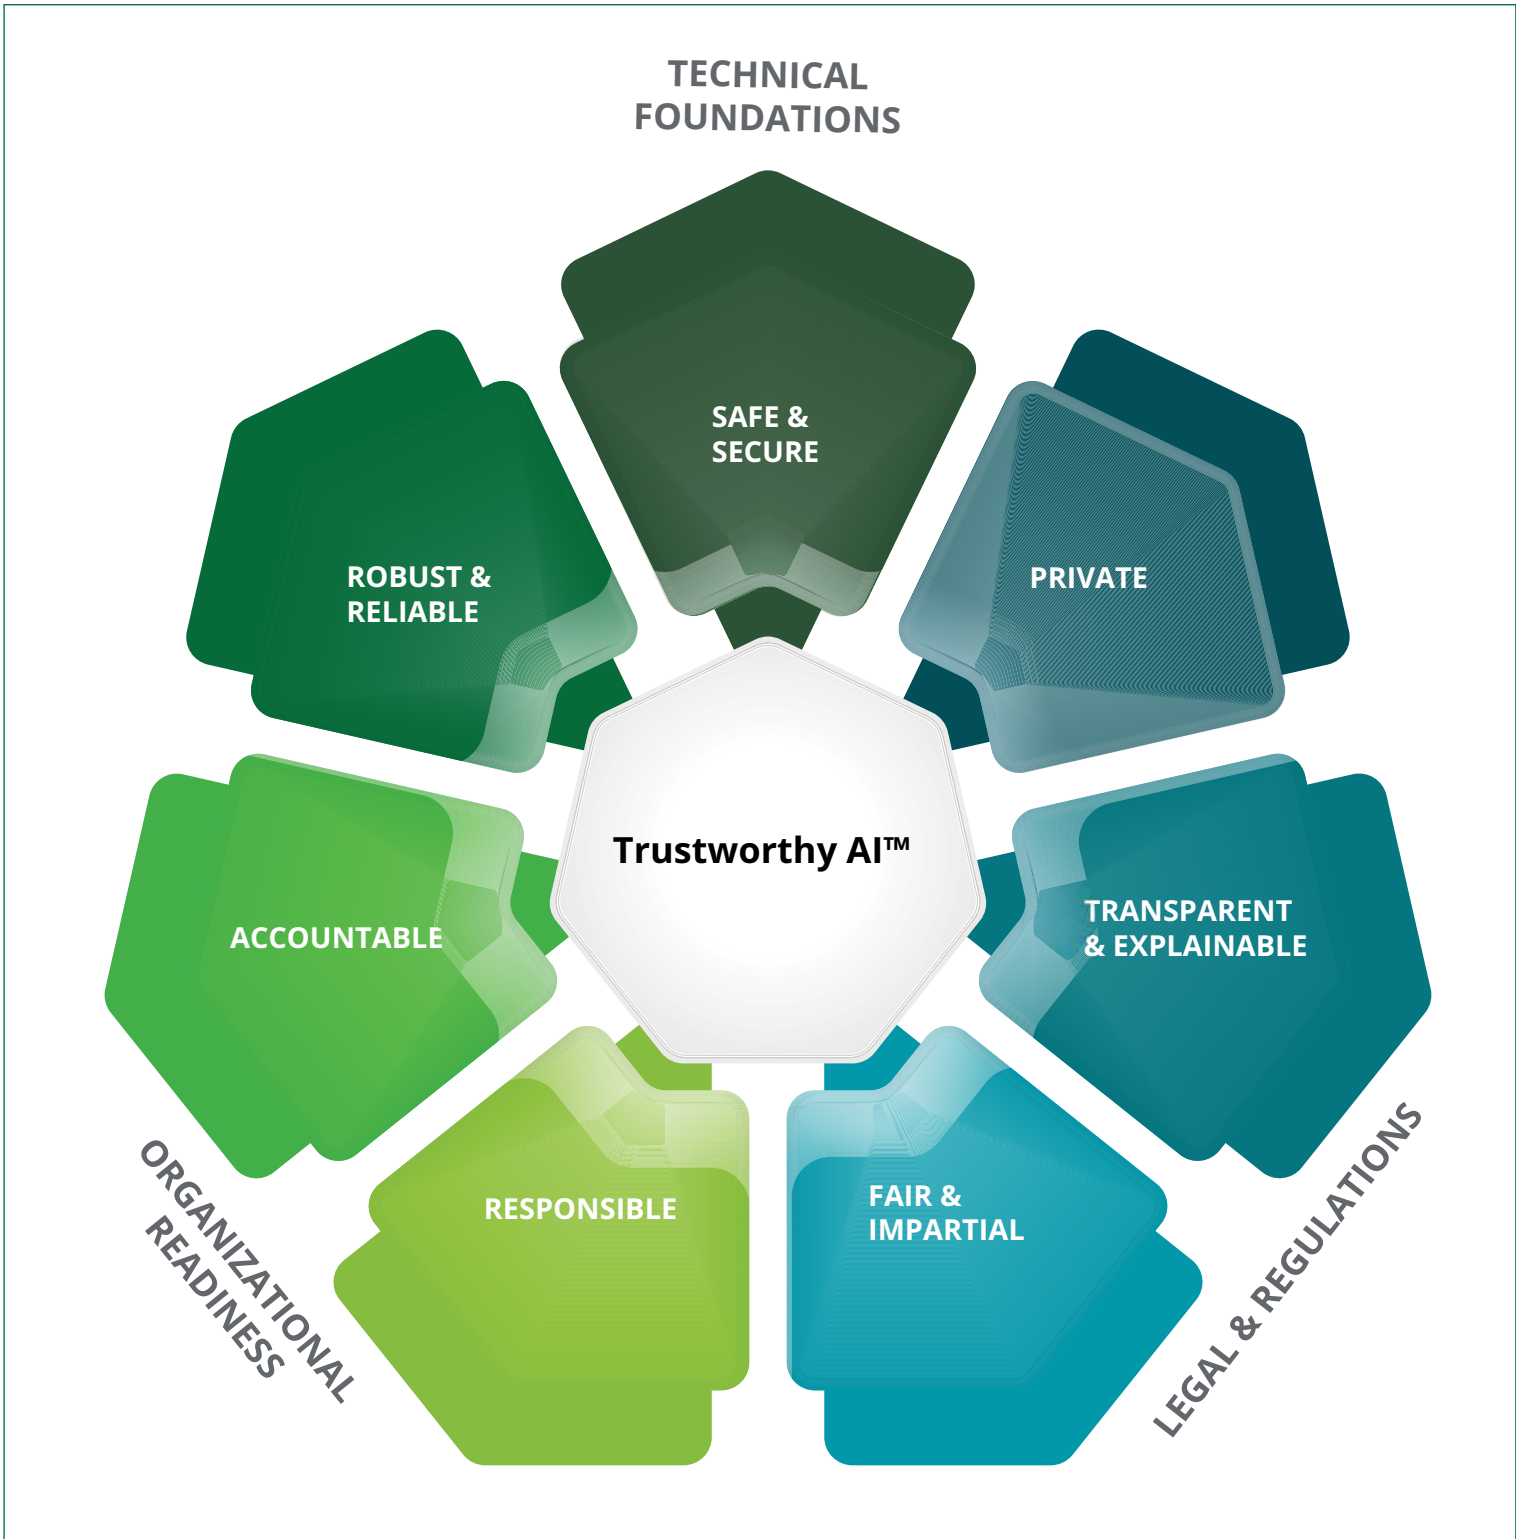 TECHNICAL
FOUNDATIONS
SAFE &
SECURE
ROBUST &
RELIABLE
PRIVATE
Trustworthy AI™
ACCOUNTABLE
TRANSPARENT
& EXPLAINABLE
RESPONSIBLE
FAIR &
IMPARTIAL
ORGANIZATIONAL
READINESS
LEGAL & REGULATIONS